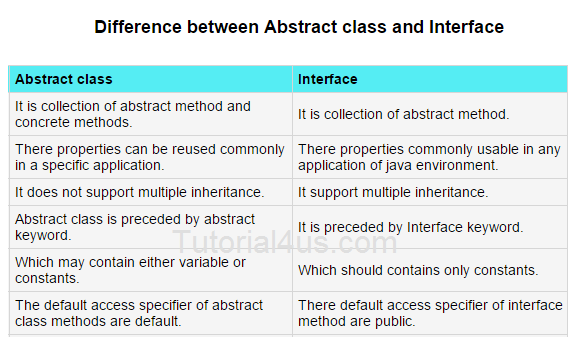 Difference between Abstract class and Interface
Abstract class
Interface
It is collection of abstract method and
concrete methods.
It is collection of abstract method.
There properties can be reused commonly
in a specific application.
There properties commonly usable in any
application of java environment.
It does not support multiple inheritance.
It support multiple inheritance.
Abstract class is preceded by abstract
keyword.
It is preceded by Interface keyword.
Which may contain either variable or
constants.
Which should contains only constants.
The default access specifier of abstract
class methods are default.
There default access specifier of interface
method are public.
Tutorial4us.com